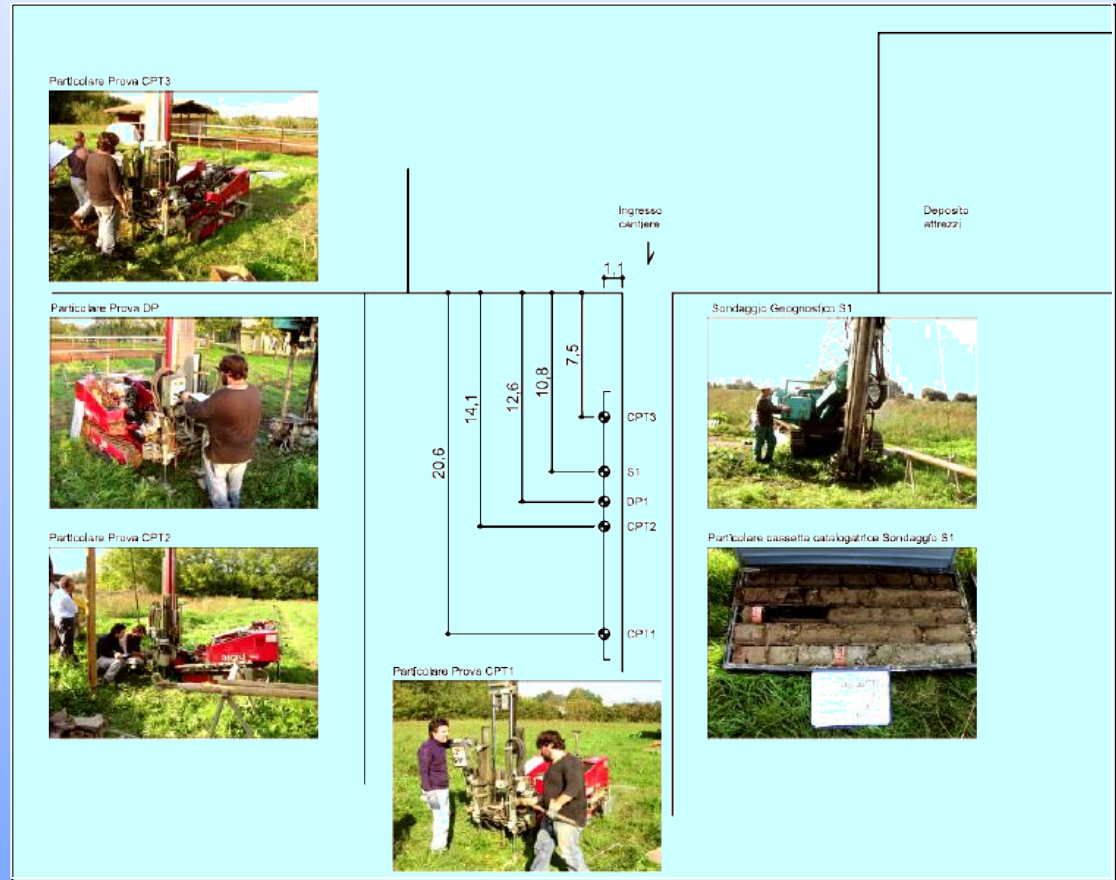 Particolare Prova CPT3
Ingresso
cantiere
Deposito
attrezzi
1,1
Particolare Prova DP
Sondaggio Geognostico S1
7,5
10,8
12,6
14,1
20,6
CPT3
S1
DP1
CPT2
CPT1
Particolare Prova CPT2
Particolare cassetta catalogatrice Sondaggio S1
Particolare Prova CPT1